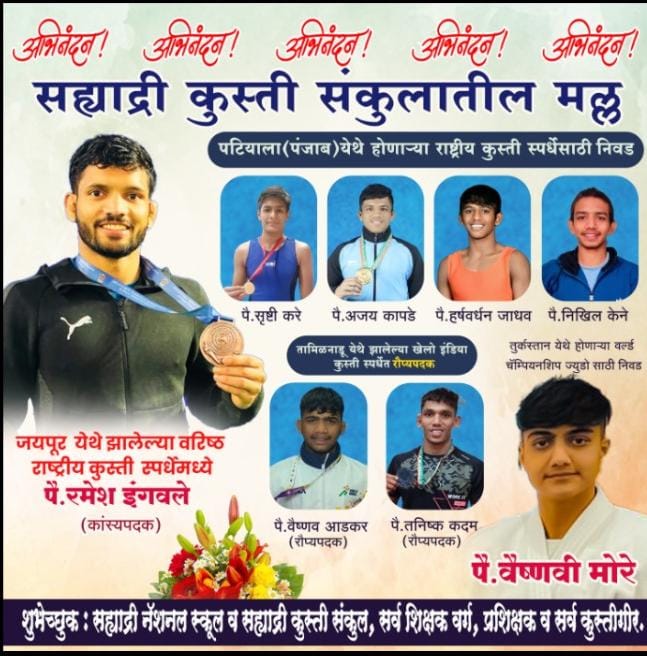 अभिनंदन! अभिनंदन! अभिनंदन! अभिनंदन! अभिनंदन!
सह्याद्री कुस्ती संकुलातील मल्ल
पटियाला(पंजाब)येथे होणाऱ्या राष्ट्रीय कुस्ती स्पर्धेसाठी निवड
पै.सृष्टी करे
पै.अजय कापडे
पै.हर्षवर्धन जाधव
पै.निखिल केने
तामिळनाडू येथे झालेल्या खेलो इंडिया
कुस्ती स्पर्धेत रौप्यपदक
तुर्कस्तान येथे होणाऱ्या वर्ल्ड
चॅम्पियनशिप ज्युडो साठी निवड
जयपूर येथे झालेल्या वरिष्ठ
राष्ट्रीय कुस्ती स्पर्धेमध्ये
पै.रमेश इंगवले
(कांस्यपदक)
पै.वैष्णव आडकर
(रौप्यपदक)
पै.तनिष्क कदम
(रौप्यपदक)
पै.वैष्णवी मोरे
शुभेच्छुक : सह्याद्री नॅशनल स्कूल व सह्याद्री कुस्ती संकुल, सर्व शिक्षक वर्ग, प्रशिक्षक व सर्व कुस्तीगीर.